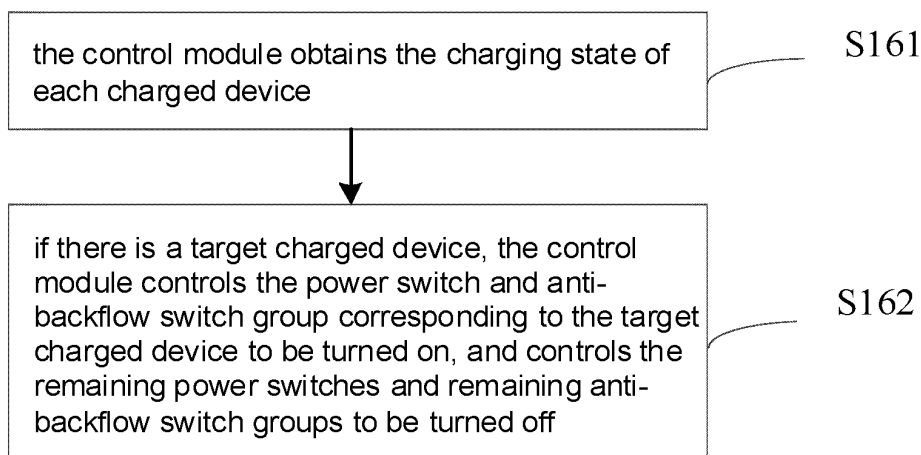 the control module obtains the charging state of
each charged device
S161
if there is a target charged device, the control
module controls the power switch and anti-
backflow switch group corresponding to the target
charged device to be turned on, and controls the
remaining power switches and remaining anti-
backflow switch groups to be turned off
S162